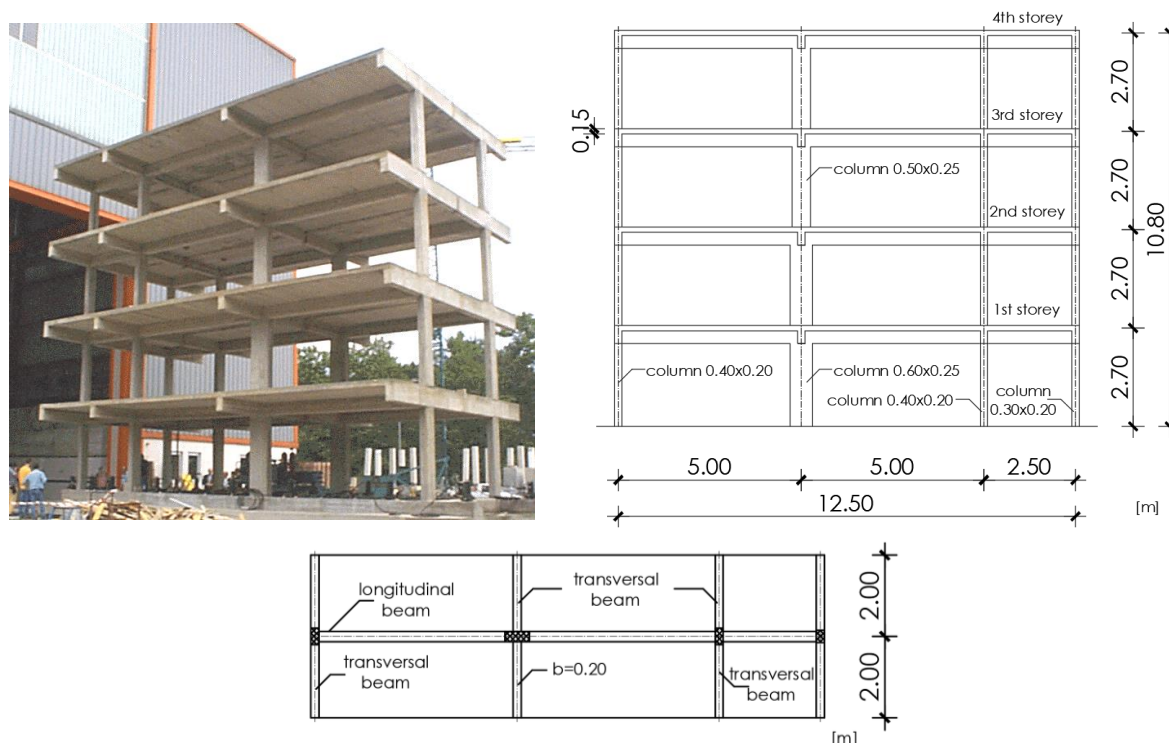 4th storey
2.70
3rd storey
0.15
column 0.50x0.25
2.70
2nd storey
10.80
2.70
1st storey
column 0.40x0.20
column 0.60x0.25
column 0.40x0.20
column
0.30x0.20
2.70
5.00
5.00
2.50
12.50
[m]
longitudinal
beam
transversal
beam
2.00
transversal
beam
b=0.20
transversal
beam
2.00
[m]